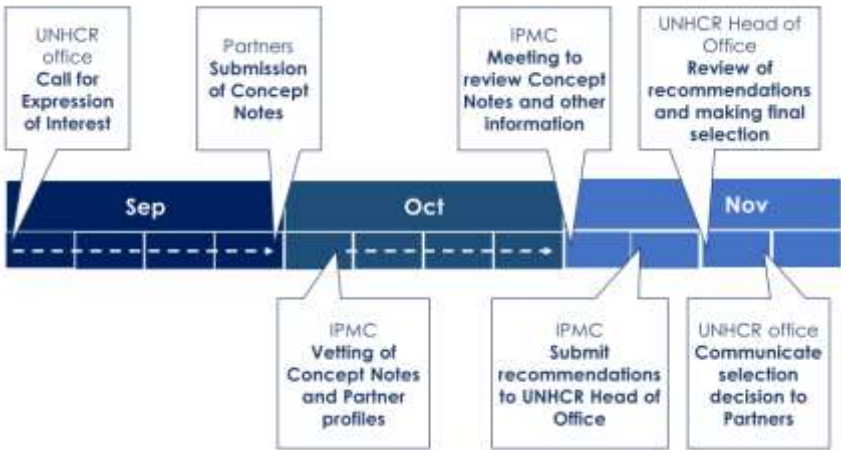 UNHCR
office
Call for
Expression
of Interest
Partners
Submission
of Concept
Notes
IPMC
Meeting to
review Concept
Notes and other
information
UNHCR Head of
Office
Review of
recommendations
and making final
selection
Sep
Oct
Nov
IPMC
Vetting of
Concept Notes
and Partner
profiles
IPMC
Submit
recommendations
to UNHCR Head of
Office
UNHCR office
Communicate
selection
decision to
Partners